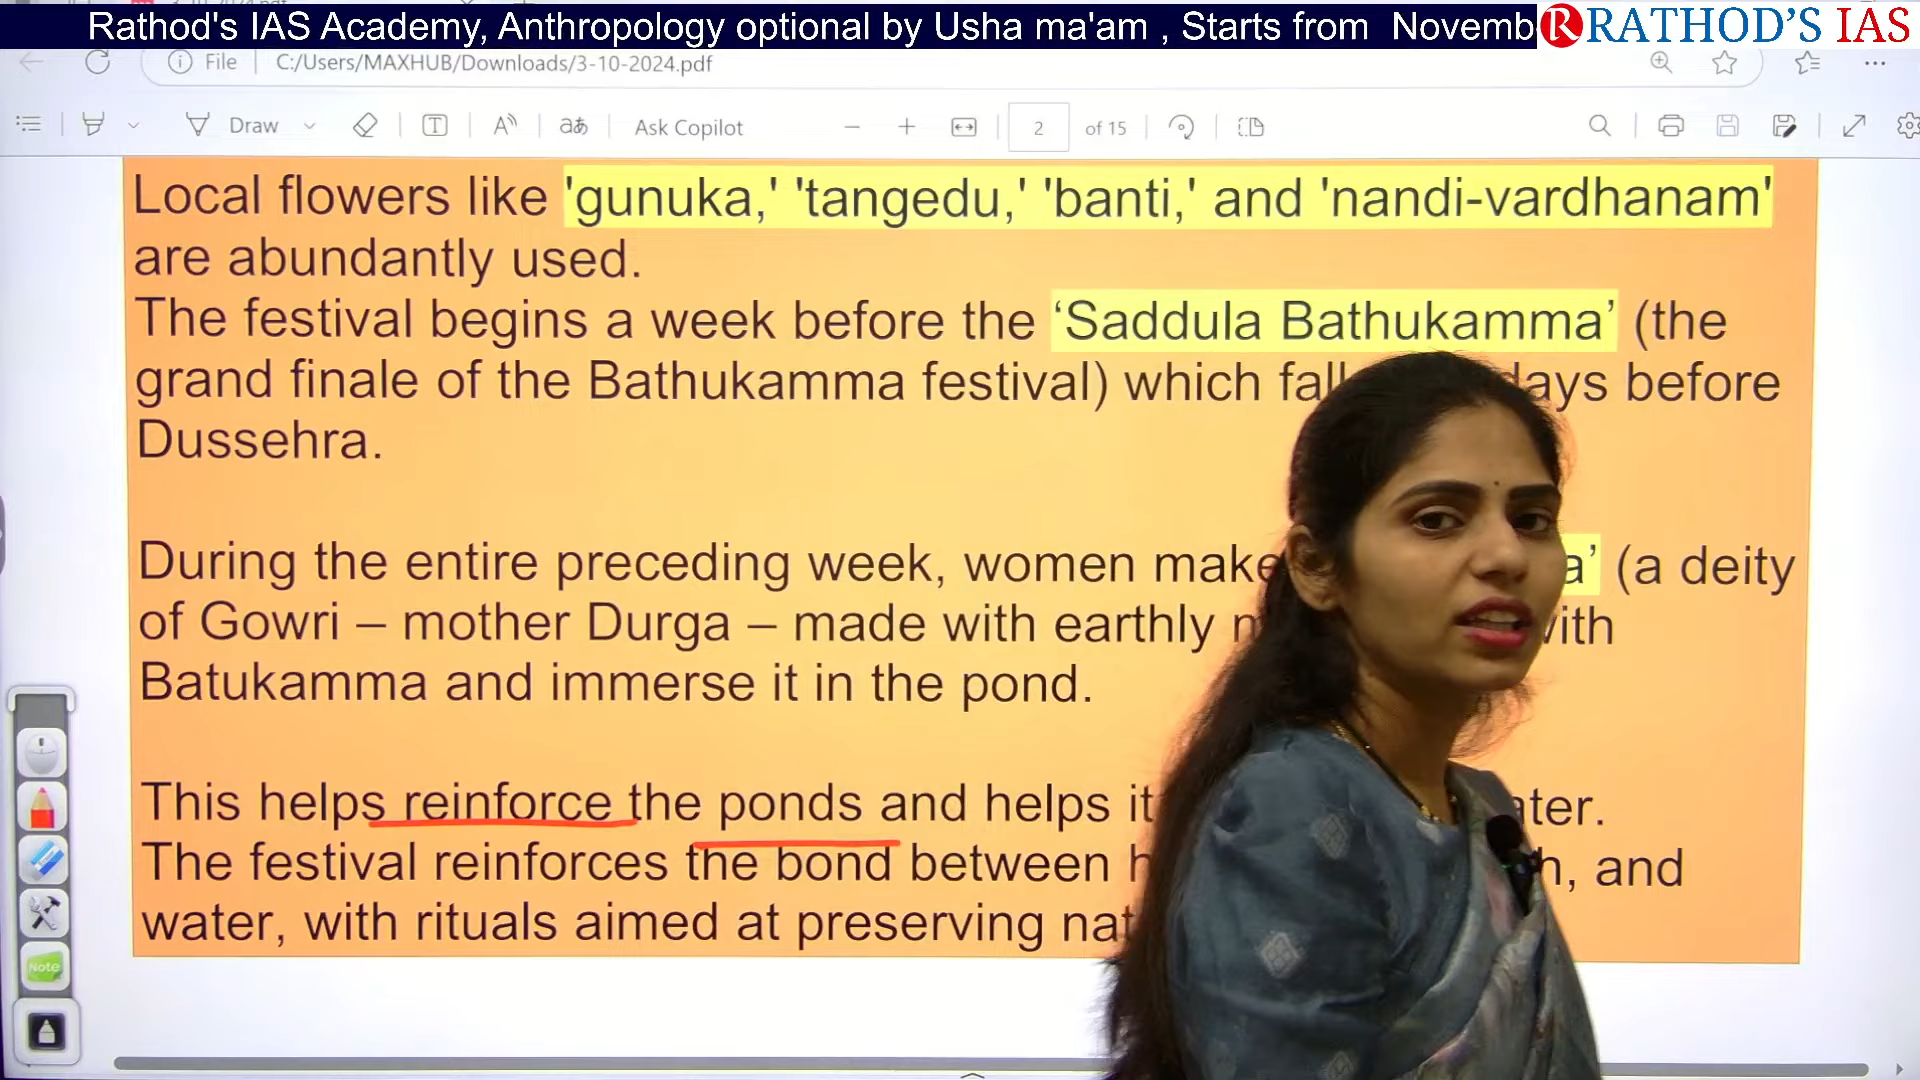 Rathod's IAS Academy, Anthropology optional by Usha ma'am , Starts from Novemb
RATHOD'S IAS
File C:/Users/MAXHUB/Downloads/3-10-2024.pdf
Draw Ask Copilot 2 of 15
Local flowers like 'gunuka,' 'tangedu,' 'banti,' and 'nandi-vardhanam'
are abundantly used.
The festival begins a week before the ‘Saddula Bathukamma’ (the
grand finale of the Bathukamma festival) which days before
Dussehra.
During the entire preceding week, women make (a deity
of Gowri – mother Durga – made with earthly
Batukamma and immerse it in the pond.
This helps reinforce the ponds and helps it
The festival reinforces the bond between and
water, with rituals aimed at preserving
Note